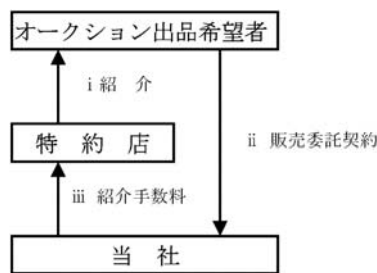 オークション出品希望者
ⅰ 紹　介
特　約　店
ⅱ 販売委託契約
ⅲ 紹介手数料
当　社